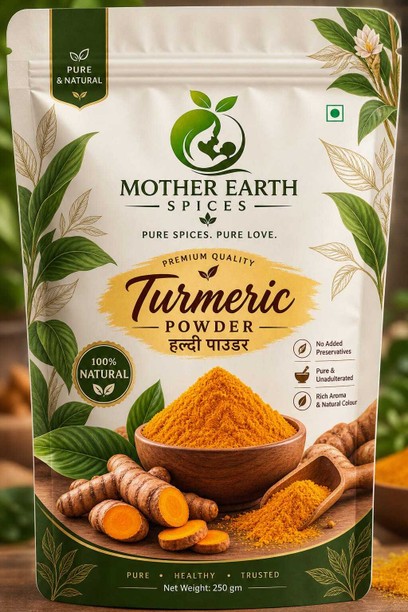 PURE
& NATURAL
MOTHER EARTH
SPICES
PURE SPICES. PURE LOVE.
PREMIUM QUALITY
Turmeric
POWDER
हल्दी पाउडर
100%
NATURAL
No Added
Preservatives
Pure &
Unadulterated
Rich Aroma
& Natural Colour
PURE • HEALTHY • TRUSTED
Net Weight: 250 gm